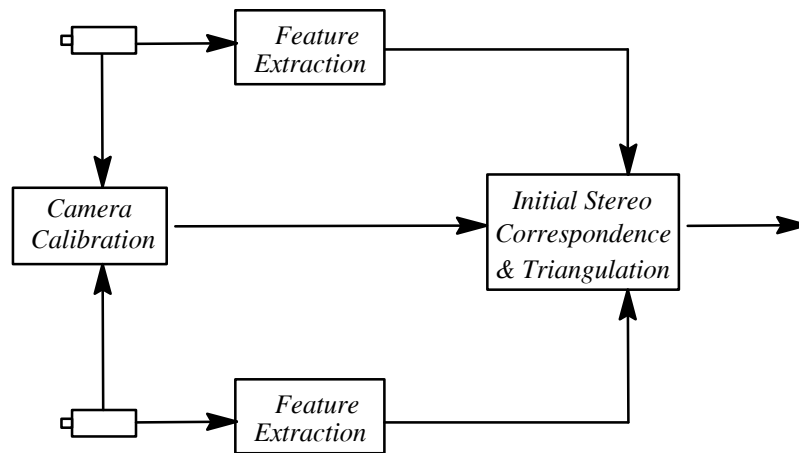 Feature
Extraction
Camera
Calibration
Initial Stereo
Correspondence
& Triangulation
Feature
Extraction